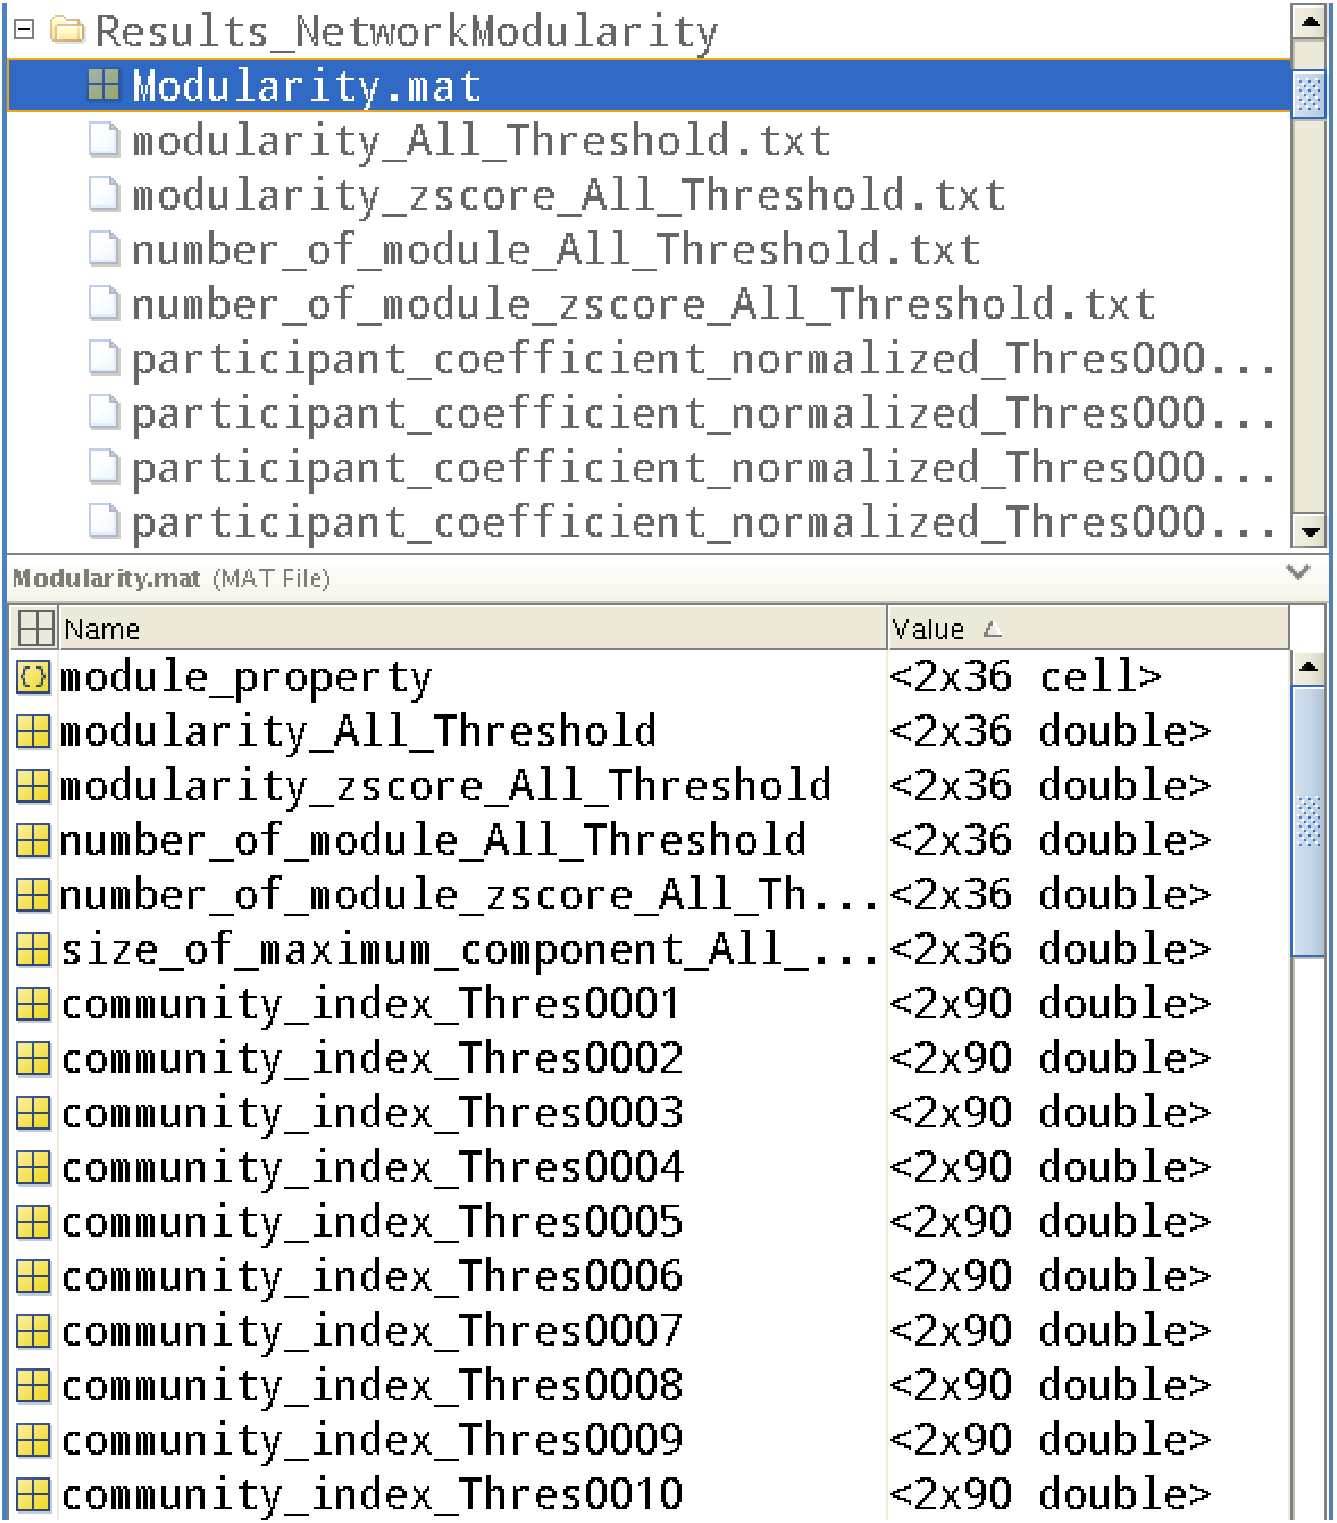 Results_NetworkModularity
Modularity.mat
modularity_All_Threshold.txt
modularity_zscore_All_Threshold.txt
number_of_module_All_Threshold.txt
number_of_module_zscore_All_Threshold.txt
participant_coefficient_normalized_Thres000...
participant_coefficient_normalized_Thres000...
participant_coefficient_normalized_Thres000...
participant_coefficient_normalized_Thres000...
Modularity.mat (MAT File)
Name Value
module_property <2x36 cell>
modularity_All_Threshold <2x36 double>
modularity_zscore_All_Threshold <2x36 double>
number_of_module_All_Threshold <2x36 double>
number_of_module_zscore_All_Th... <2x36 double>
size_of_maximum_component_All_... <2x36 double>
community_index_Thres0001 <2x90 double>
community_index_Thres0002 <2x90 double>
community_index_Thres0003 <2x90 double>
community_index_Thres0004 <2x90 double>
community_index_Thres0005 <2x90 double>
community_index_Thres0006 <2x90 double>
community_index_Thres0007 <2x90 double>
community_index_Thres0008 <2x90 double>
community_index_Thres0009 <2x90 double>
community_index_Thres0010 <2x90 double>